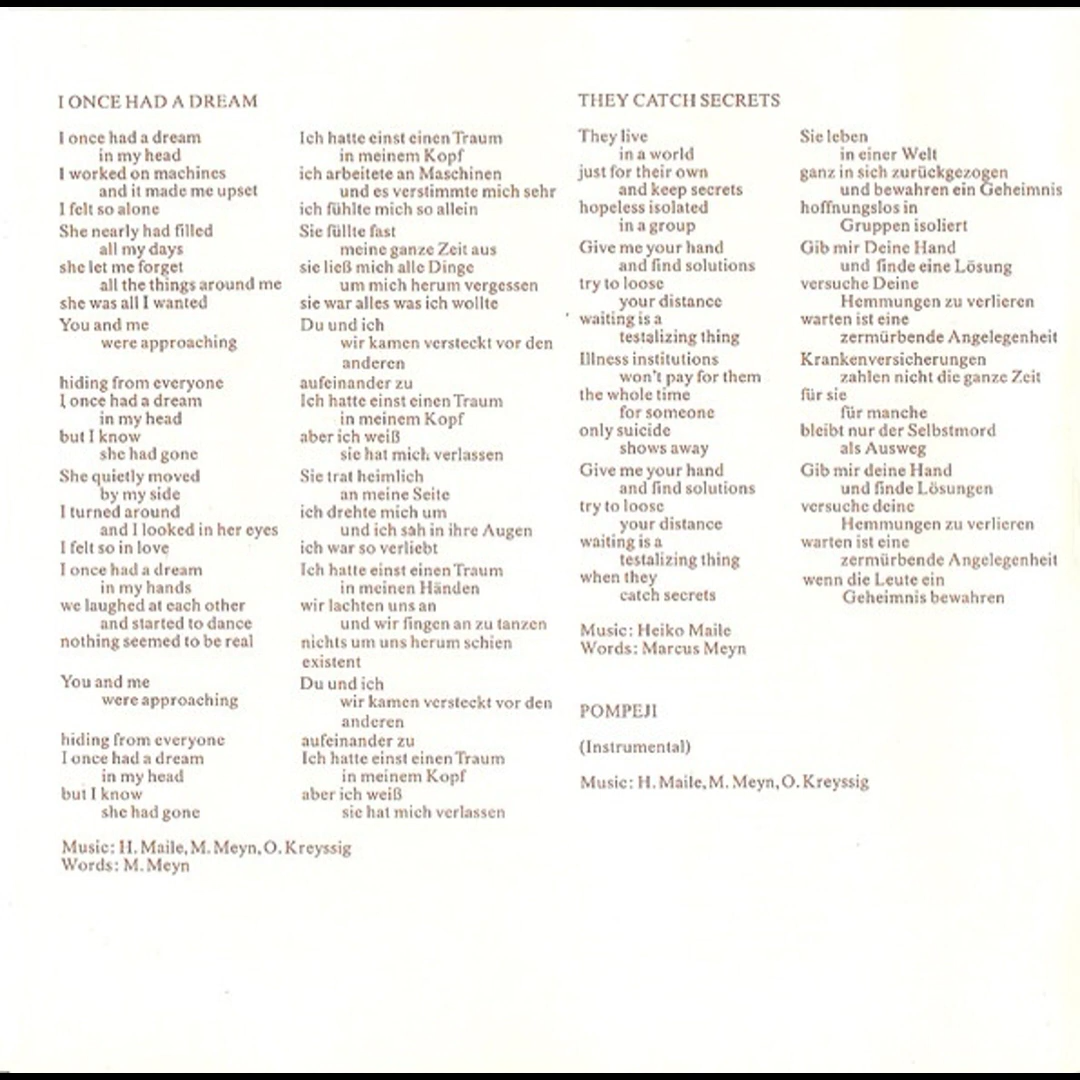 I ONCE HAD A DREAM
I once had a dream
in my head
I worked on machines
and it made me upset
I felt so alone
She nearly had filled
all my days
she let me forget
all the things around me
she was all I wanted
You and me
were approaching
hiding from everyone
I once had a dream
in my head
but I know
she had gone
She quietly moved
by my side
I turned around
and I looked in her eyes
I felt so in love
I once had a dream
in my hands
we laughed at each other
and started to dance
nothing seemed to be real
You and me
were approaching
hiding from everyone
I once had a dream
in my head
but I know
she had gone
Ich hatte einst einen Traum
in meinem Kopf
ich arbeitete an Maschinen
und es verstimmte mich sehr
ich fühlte mich so allein
Sie füllte fast
meine ganze Zeit aus
sie ließ mich alle Dinge
um mich herum vergessen
sie war alles was ich wollte
Du und ich
wir kamen versteckt vor den
anderen
aufeinander zu
Ich hatte einst einen Traum
in meinem Kopf
aber ich weiß
sie hat mich verlassen
Sie trat heimlich
an meine Seite
ich drehte mich um
und ich sah in ihre Augen
ich war so verliebt
Ich hatte einst einen Traum
in meinen Händen
wir lachten uns an
und wir fingen an zu tanzen
nichts um uns herum schien
existent
Du und ich
wir kamen versteckt vor den
anderen
aufeinander zu
Ich hatte einst einen Traum
in meinem Kopf
aber ich weiß
sie hat mich verlassen
Music: H. Maile, M. Meyn, O. Kreyssig
Words: M. Meyn
THEY CATCH SECRETS
They live
in a world
just for their own
and keep secrets
hopeless isolated
in a group
Give me your hand
and find solutions
try to loose
your distance
waiting is a
testalizing thing
Illness institutions
won't pay for them
the whole time
for someone
only suicide
shows away
Give me your hand
and find solutions
try to loose
your distance
waiting is a
testalizing thing
when they
catch secrets
Sie leben
in einer Welt
ganz in sich zurückgezogen
und bewahren ein Geheimnis
hoffnungslos in
Gruppen isoliert
Gib mir Deine Hand
und finde eine Lösung
versuche Deine
Hemmungen zu verlieren
warten ist eine
zermürbende Angelegenheit
Krankenversicherungen
zahlen nicht die ganze Zeit
für sie
für manche
bleibt nur der Selbstmord
als Ausweg
Gib mir deine Hand
und finde Lösungen
versuche deine
Hemmungen zu verlieren
warten ist eine
zermürbende Angelegenheit
wenn die Leute ein
Geheimnis bewahren
Music: Heiko Maile
Words: Marcus Meyn
POMPEJI
(Instrumental)
Music: H. Maile, M. Meyn, O. Kreyssig